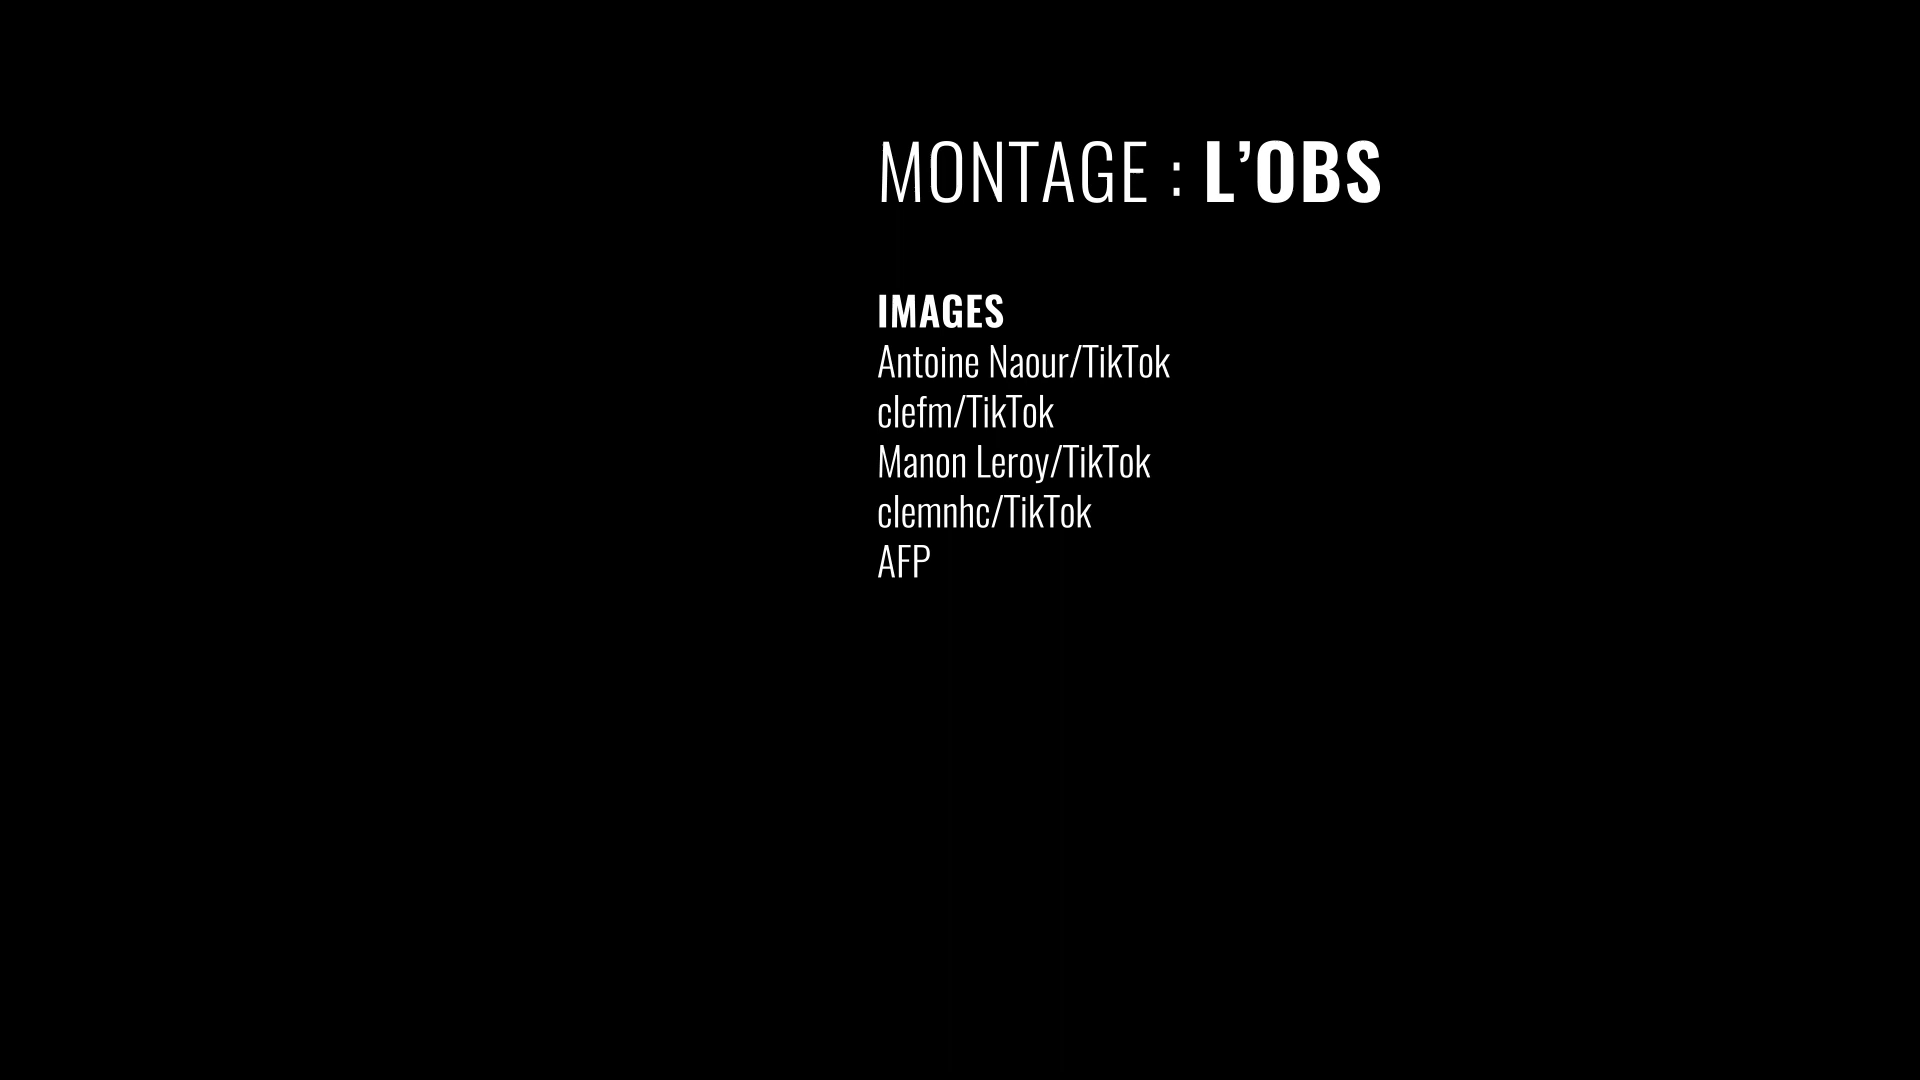 MONTAGE : L’OBS
IMAGES
Antoine Naour/TikTok
clefm/TikTok
Manon Leroy/TikTok
clemnhc/TikTok
AFP